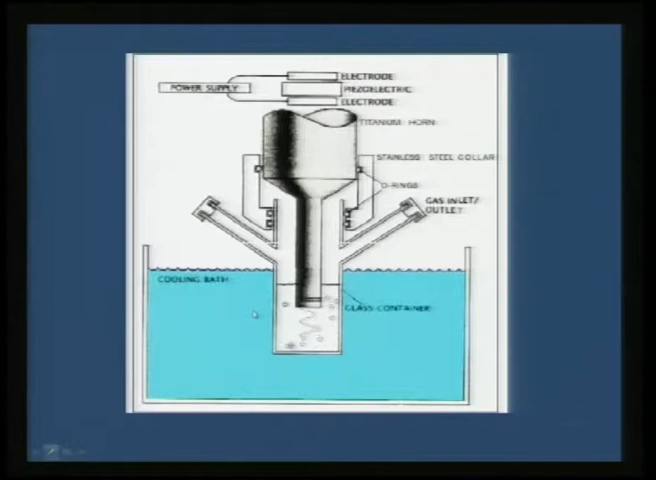 ELECTRODE
POWER SUPPLY
PIEZOELECTRIC
ELECTRODE
TITANIUM HORN
STAINLESS STEEL COLLAR
O-RINGS
GAS INLET/
OUTLET
COOLING BATH
GLASS CONTAINER